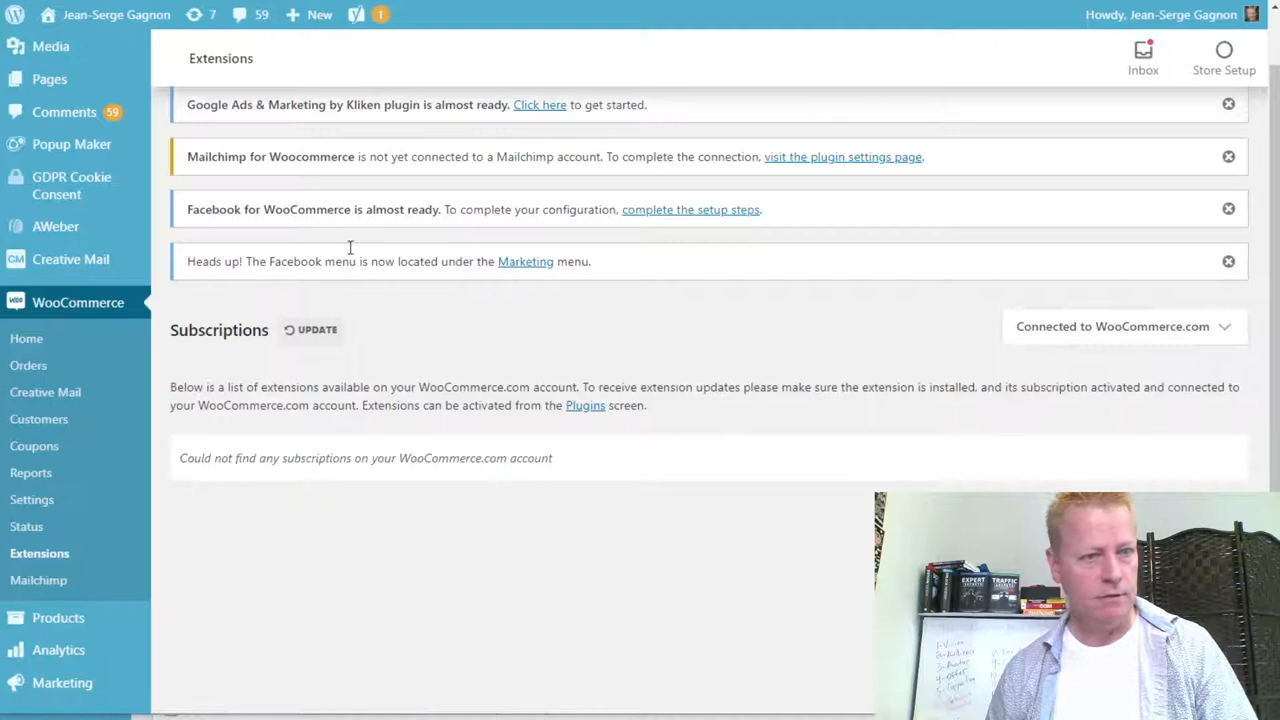 Jean-Serge Gagnon 7 59 New 1 Howdy, Jean-Serge Gagnon
Media
Pages
Comments 59
Popup Maker
GDPR Cookie
Consent
AWeber
CM Creative Mail
Woo WooCommerce
Home
Orders
Creative Mail
Customers
Coupons
Reports
Settings
Status
Extensions
Mailchimp
Products
Analytics
Marketing
Extensions
Inbox
Store Setup
Google Ads & Marketing by Kliken plugin is almost ready. Click here to get started.
Mailchimp for Woocommerce is not yet connected to a Mailchimp account. To complete the connection, visit the plugin settings page.
Facebook for WooCommerce is almost ready. To complete your configuration, complete the setup steps.
Heads up! The Facebook menu is now located under the Marketing menu.
Subscriptions UPDATE
Connected to WooCommerce.com
Below is a list of extensions available on your WooCommerce.com account. To receive extension updates please make sure the extension is installed, and its subscription activated and connected to
your WooCommerce.com account. Extensions can be activated from the Plugins screen.
Could not find any subscriptions on your WooCommerce.com account
EXPERT
SECRETS
TRAFFIC
SECRETS